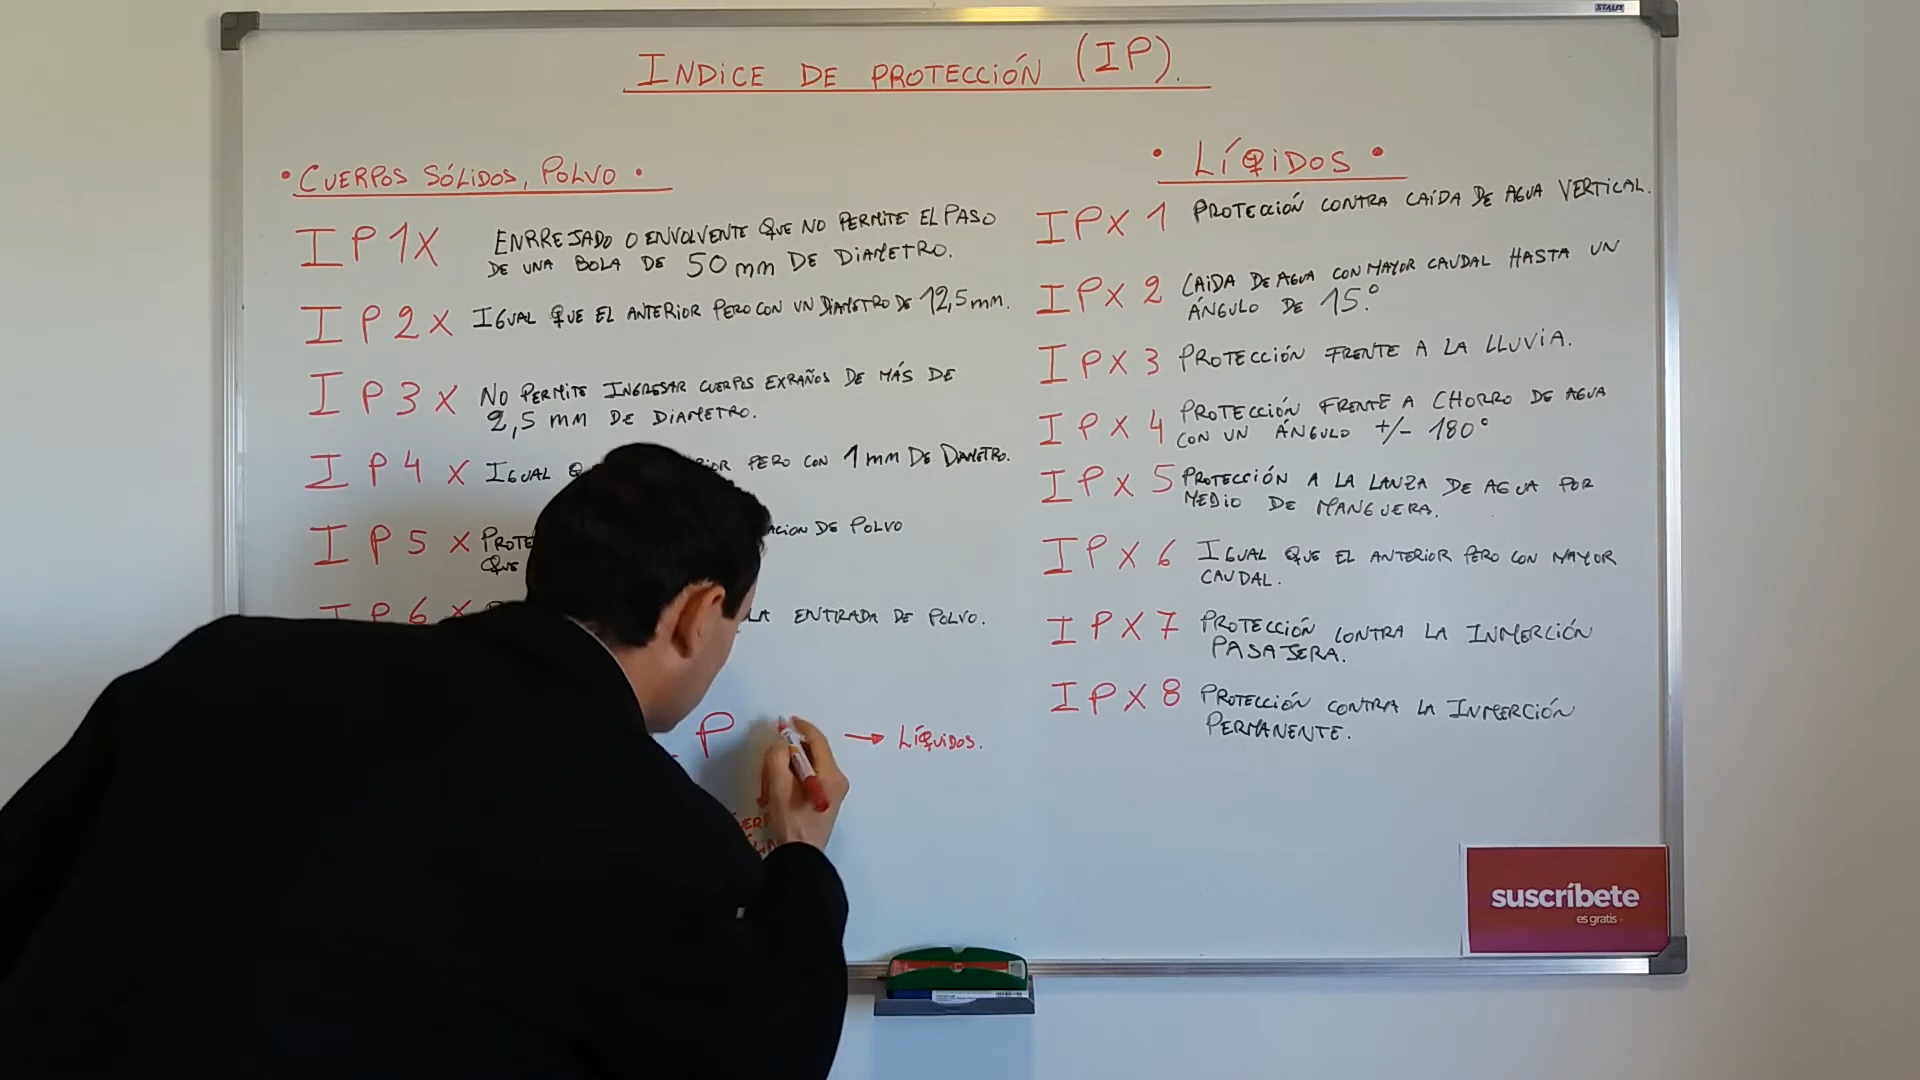 STALEY
INDICE DE PROTECCIÓN (IP).
• CUERPOS SÓLIDOS, POLVO •
IP1X ENRREJADO O ENVOLVENTE QUE NO PERMITE EL PASO
DE UNA BOLA DE 50 mm DE DIAMETRO.
IP2X IGUAL QUE EL ANTERIOR PERO CON UN DIAMETRO DE 12,5 mm.
IP3X NO PERMITE INGRESAR CUERPOS EXRAÑOS DE MÁS DE
2,5 mm DE DIAMETRO.
IP4X IGUAL PERO CON 1 mm DE DIAMETRO.
IP5X DE POLVO
QUE
IP6X LA ENTRADA DE POLVO.
P → LÍQUIDOS.
• LÍQIDOS •
IPX1 PROTECCIÓN CONTRA CAÍDA DE AGUA VERTICAL.
IPX2 CAIDA DE AGUA CON MAYOR CAUDAL HASTA UN
ÁNGULO DE 15.°
IPX3 PROTECCIÓN FRENTE A LA LLUVIA.
IPX4 PROTECCIÓN FRENTE A CHORRO DE AGUA
CON UN ÁNGULO +/- 180°
IPX5 PROTECCIÓN A LA LANZA DE AGUA POR
MEDIO DE MANGUERA.
IPX6 IGUAL QUE EL ANTERIOR PERO CON MAYOR
CAUDAL.
IPX7 PROTECCIÓN CONTRA LA INMERCIÓN
PASAJERA.
IPX8 PROTECCIÓN CONTRA LA INMERCIÓN
PERMANENTE.
suscríbete
es gratis